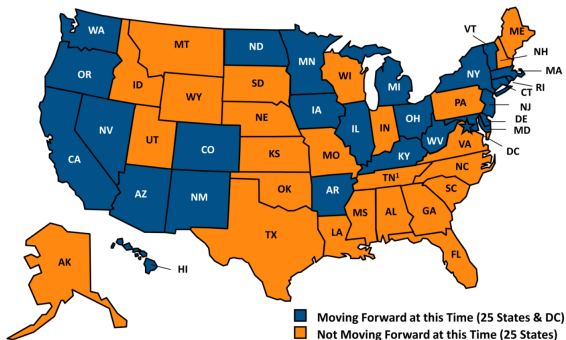 WA
OR
CA
NV
ID
MT
WY
UT
AZ
CO
NM
ND
SD
NE
KS
OK
TX
MN
IA
MO
AR
LA
WI
IL
MI
IN
OH
KY
TN¹
MS
AL
GA
FL
SC
NC
VA
WV
PA
NY
VT
ME
NH
MA
RI
CT
NJ
DE
MD
DC
AK
HI
Moving Forward at this Time (25 States & DC)
Not Moving Forward at this Time (25 States)